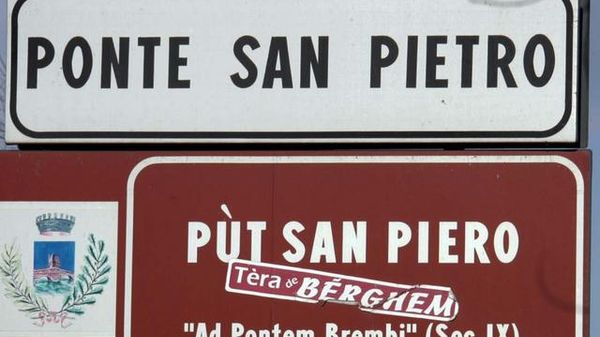 PONTE SAN PIETRO
PÙT SAN PIERO
Tèra de BÉRGHEM
"Ad Pontem Brembi" (Sec.IX)